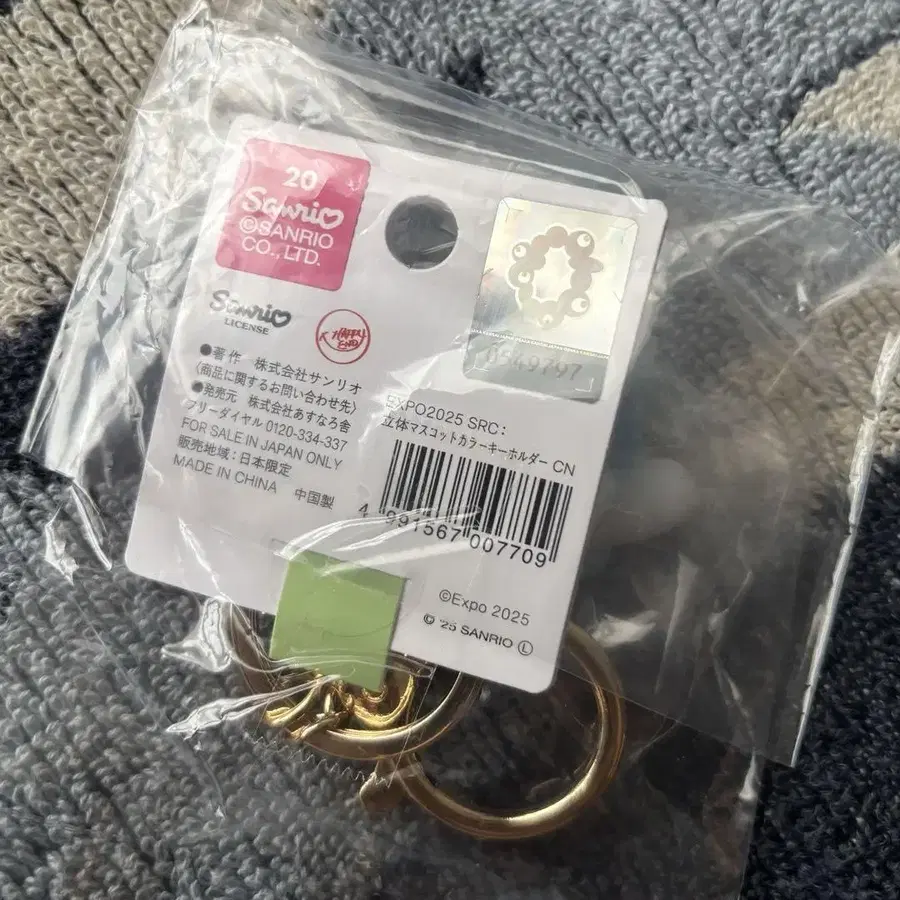 20
Sanrio
©SANRIO
CO., LTD.
Sanrio
LICENSE
0549797
●著作 株式会社サンリオ
〈商品に関するお問い合わせ先〉
●発売元 株式会社あすなろ舎
フリーダイヤル 0120-334-337
FOR SALE IN JAPAN ONLY
販売地域:日本限定
MADE IN CHINA 中国製
EXPO2025 SRC:
立体マスコットカラーキーホルダー CN
4 991567 007709
©Expo 2025
© '25 SANRIO Ⓛ